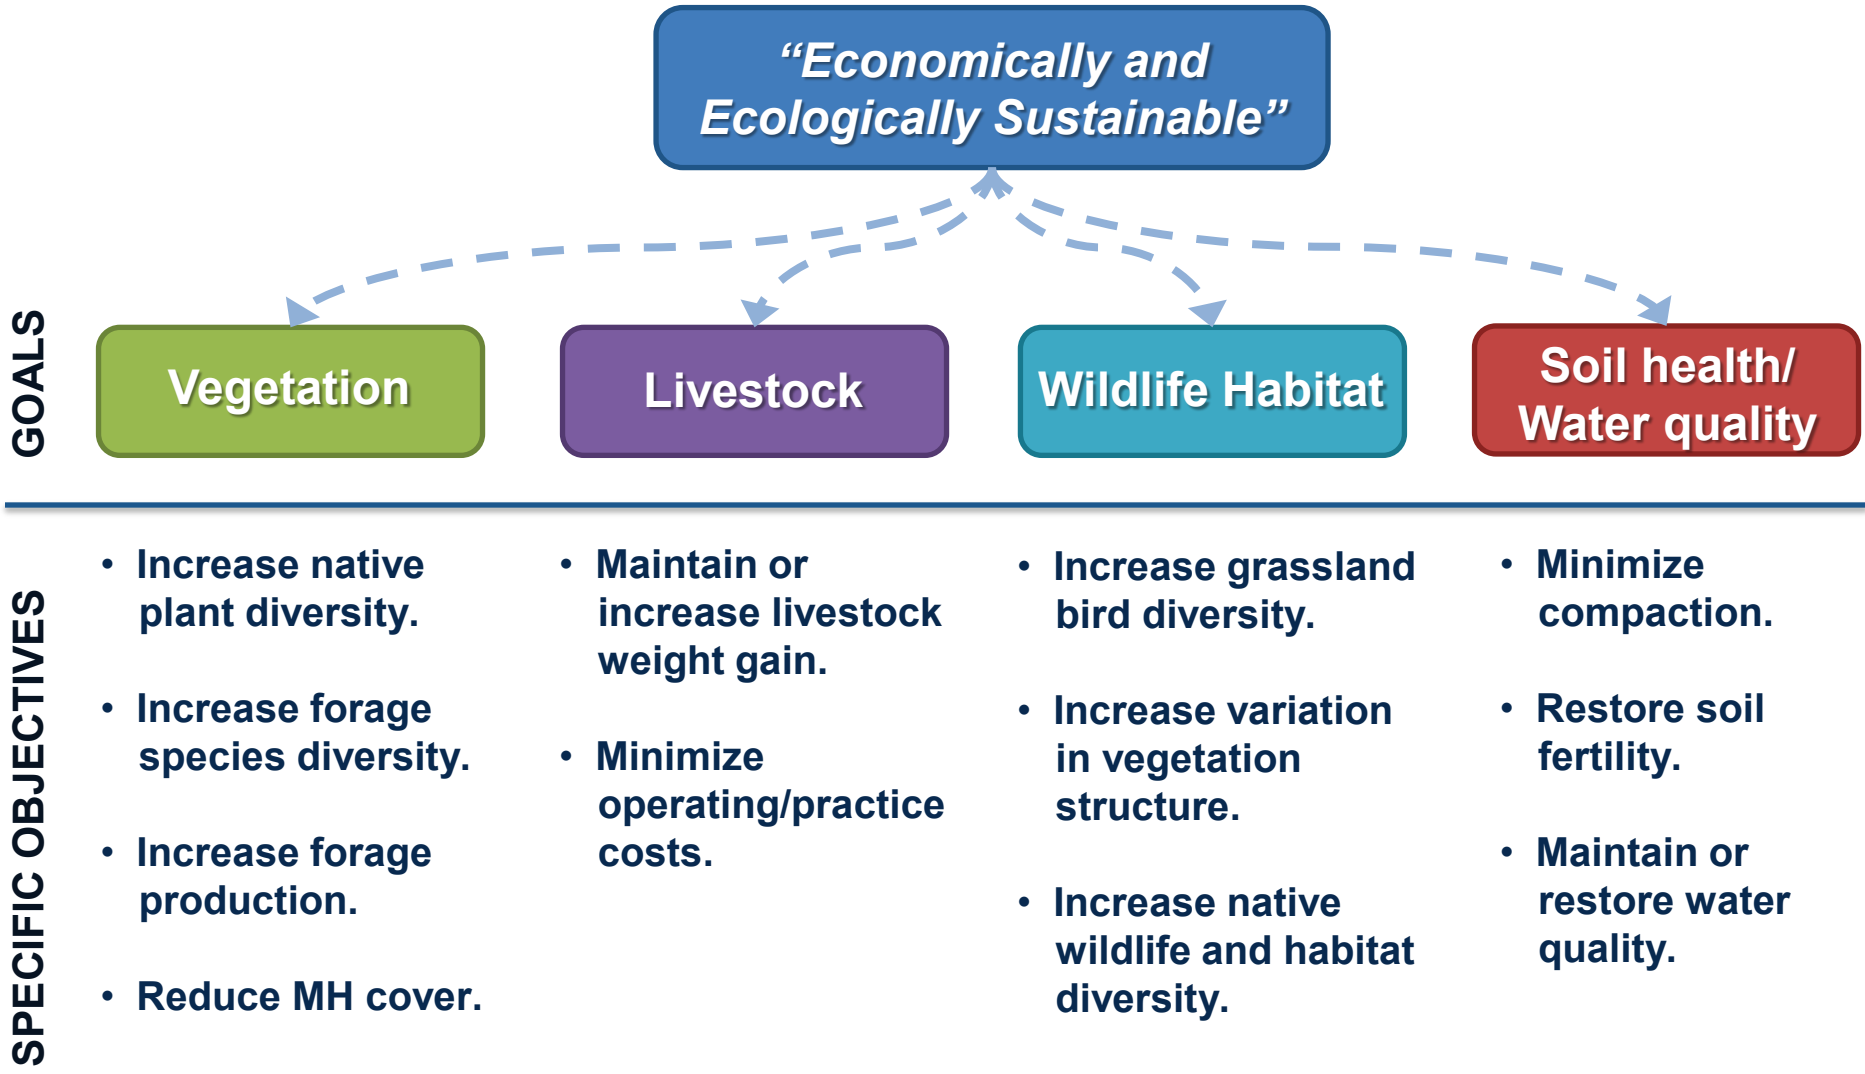 “Economically and
Ecologically Sustainable”
GOALS
Vegetation
Livestock
Wildlife Habitat
Soil health/
Water quality
SPECIFIC OBJECTIVES
• Increase native
plant diversity.
• Increase forage
species diversity.
• Increase forage
production.
• Reduce MH cover.
• Maintain or
increase livestock
weight gain.
• Minimize
operating/practice
costs.
• Increase grassland
bird diversity.
• Increase variation
in vegetation
structure.
• Increase native
wildlife and habitat
diversity.
• Minimize
compaction.
• Restore soil
fertility.
• Maintain or
restore water
quality.